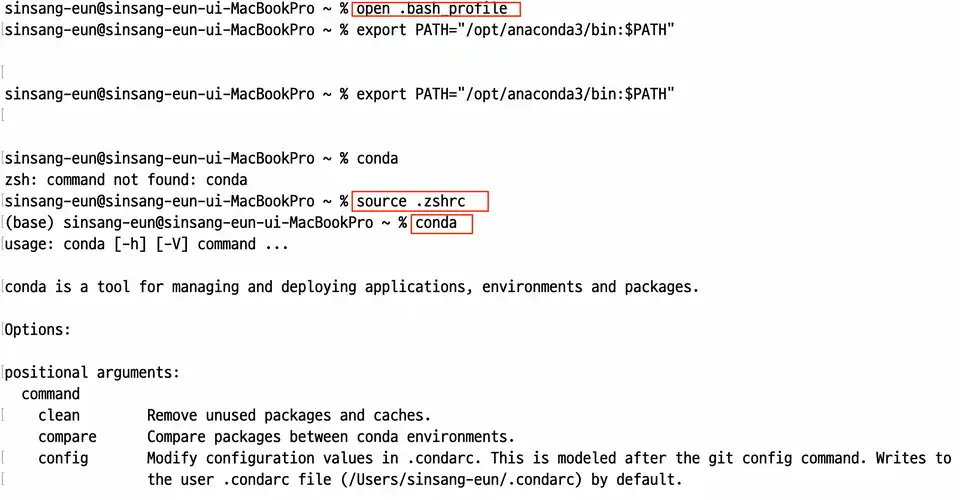 sinsang-eun@sinsang-eun-ui-MacBookPro ~ % open .bash_profile
sinsang-eun@sinsang-eun-ui-MacBookPro ~ % export PATH="/opt/anaconda3/bin:$PATH"
sinsang-eun@sinsang-eun-ui-MacBookPro ~ % export PATH="/opt/anaconda3/bin:$PATH"
sinsang-eun@sinsang-eun-ui-MacBookPro ~ % conda
zsh: command not found: conda
sinsang-eun@sinsang-eun-ui-MacBookPro ~ % source .zshrc
(base) sinsang-eun@sinsang-eun-ui-MacBookPro ~ % conda
usage: conda [-h] [-V] command ...
conda is a tool for managing and deploying applications, environments and packages.
Options:
positional arguments:
command
clean Remove unused packages and caches.
compare Compare packages between conda environments.
config Modify configuration values in .condarc. This is modeled after the git config command. Writes to
the user .condarc file (/Users/sinsang-eun/.condarc) by default.